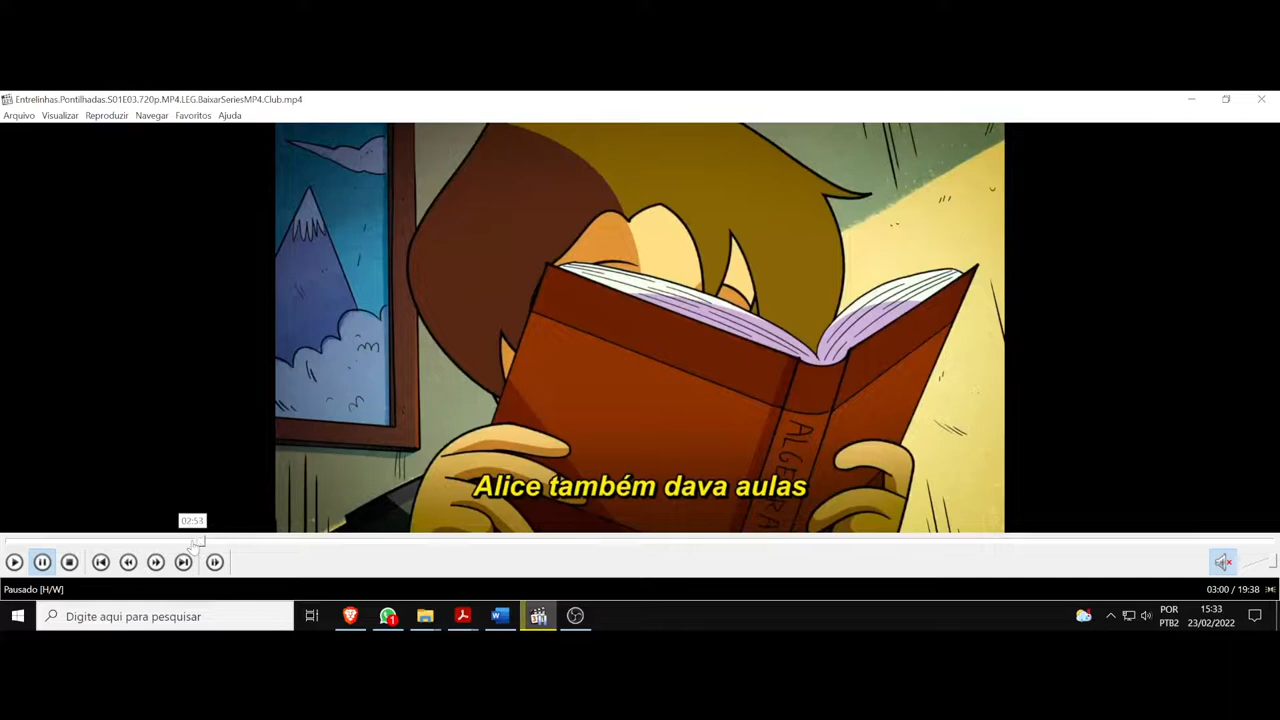 Entrelinhas.Pontilhadas.S01E03.720p.MP4.LEG.BaixarSeriesMP4.Club.mp4
Arquivo Visualizar Reproduzir Navegar Favoritos Ajuda
ALGEBRA
Alice também dava aulas
02:53
Pausado [H/W]
03:00 / 19:38
Digite aqui para pesquisar
1
POR
PTB2
15:33
23/02/2022